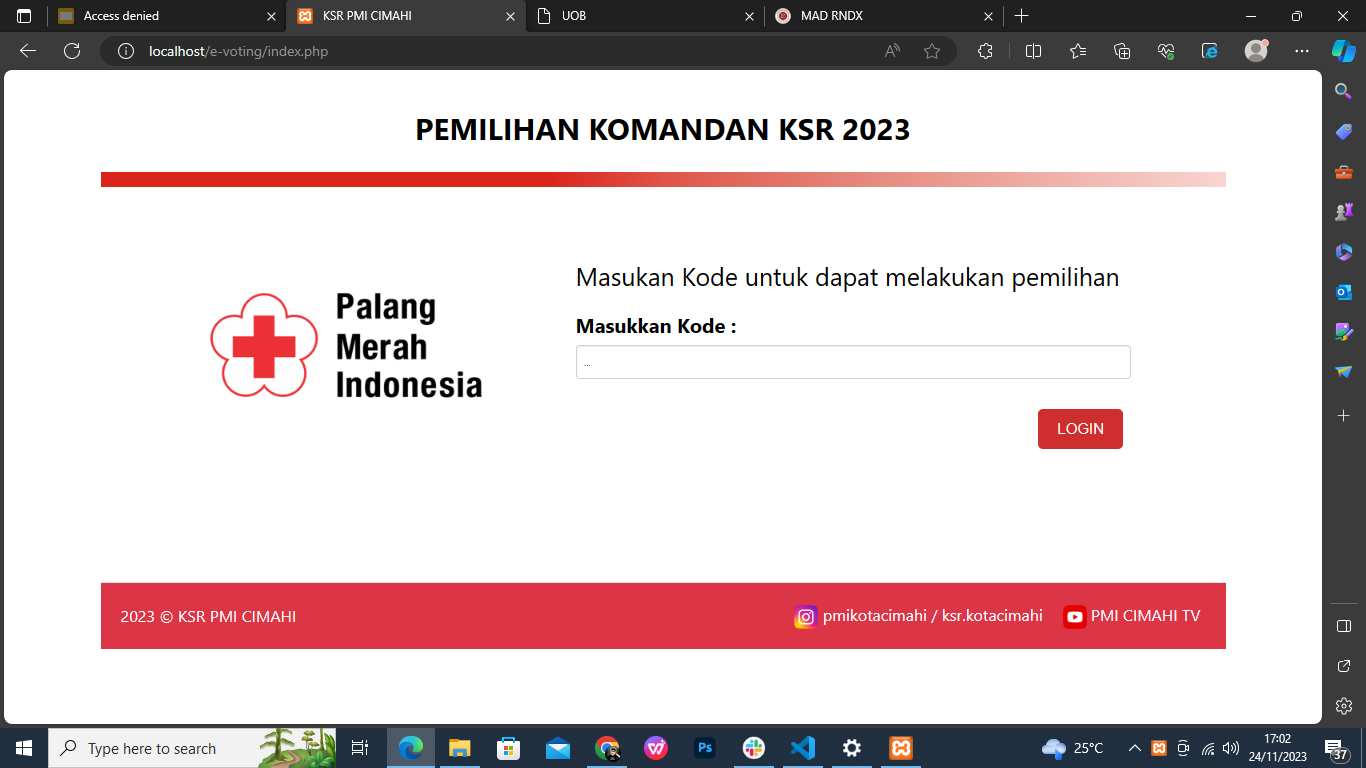 Access denied
KSR PMI CIMAHI
UOB
MAD RNDX
localhost/e-voting/index.php
PEMILIHAN KOMANDAN KSR 2023
Palang
Merah
Indonesia
Masukan Kode untuk dapat melakukan pemilihan
Masukkan Kode :
...
LOGIN
2023 © KSR PMI CIMAHI
pmikotacimahi / ksr.kotacimahi
PMI CIMAHI TV
Type here to search
Ps
25°C
17:02
24/11/2023
37